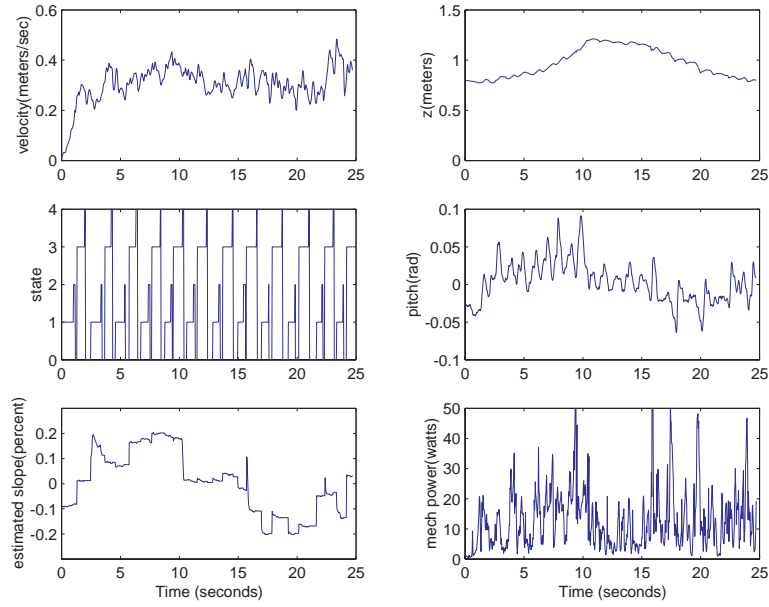 0.6
0.4
0.2
0
0 5 10 15 20 25
velocity(meters/sec)
1.5
1
0.5
0
0 5 10 15 20 25
z(meters)
4
3
2
1
0
0 5 10 15 20 25
state
0.1
0.05
0
-0.05
-0.1
0 5 10 15 20 25
pitch(rad)
0.2
0.1
0
-0.1
-0.2
0 5 10 15 20 25
estimated slope(percent)
Time (seconds)
50
40
30
20
10
0
0 5 10 15 20 25
mech power(watts)
Time (seconds)